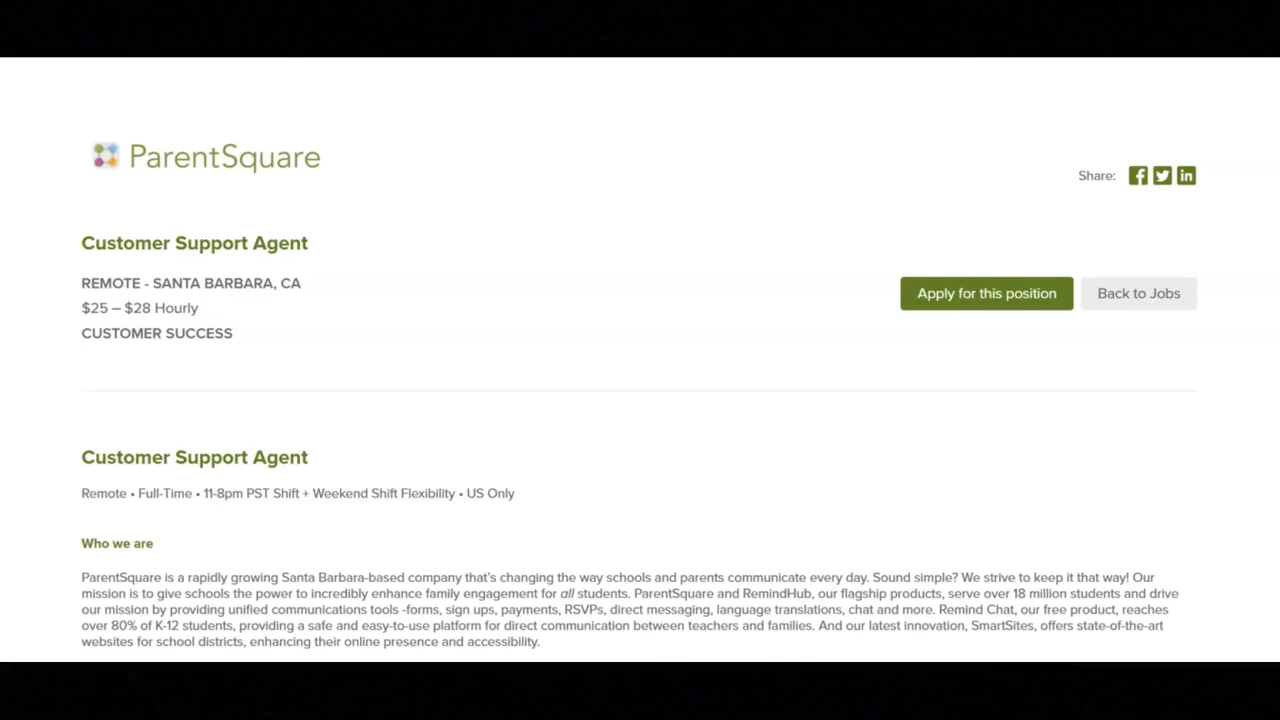 ParentSquare
Share:
Customer Support Agent
REMOTE - SANTA BARBARA, CA
$25 – $28 Hourly
CUSTOMER SUCCESS
Apply for this position
Back to Jobs
Customer Support Agent
Remote • Full-Time • 11-8pm PST Shift + Weekend Shift Flexibility • US Only
Who we are
ParentSquare is a rapidly growing Santa Barbara-based company that's changing the way schools and parents communicate every day. Sound simple? We strive to keep it that way! Our
mission is to give schools the power to incredibly enhance family engagement for all students. ParentSquare and RemindHub, our flagship products, serve over 18 million students and drive
our mission by providing unified communications tools -forms, sign ups, payments, RSVPs, direct messaging, language translations, chat and more. Remind Chat, our free product, reaches
over 80% of K-12 students, providing a safe and easy-to-use platform for direct communication between teachers and families. And our latest innovation, SmartSites, offers state-of-the-art
websites for school districts, enhancing their online presence and accessibility.